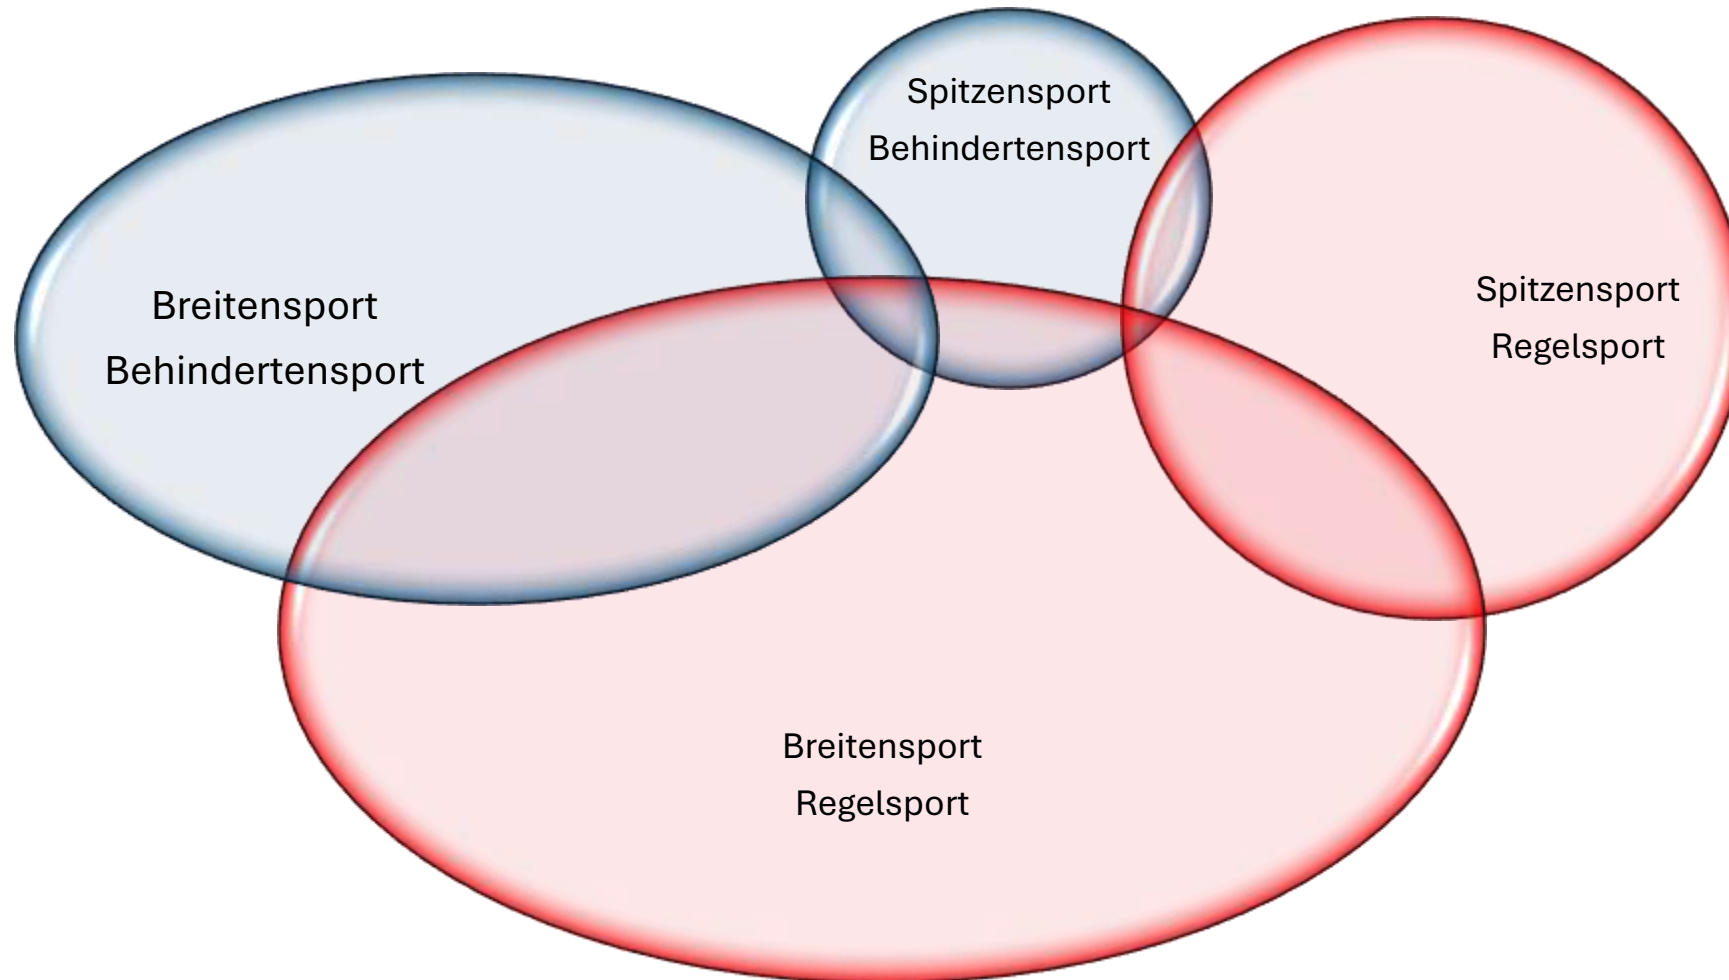 Spitzensport
Behindertensport
Breitensport
Behindertensport
Spitzensport
Regelsport
Breitensport
Regelsport